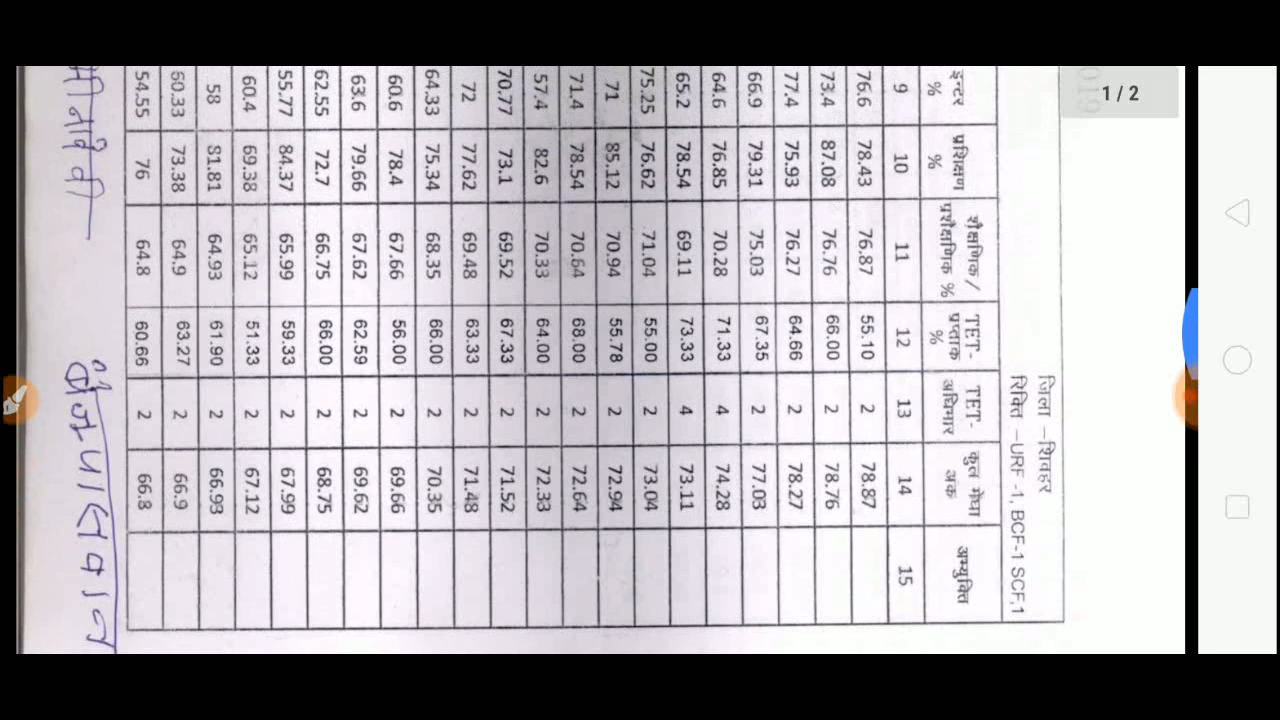 1 / 2
019
जिला –शिवहर
रिक्ति –URF -1, BCF-1 SCF,1
इन्टर % प्रशिक्षण % शैक्षणिक / प्रशैक्षणिक % TET- प्राप्तांक % TET- अधिभार कुल मेधा अंक अभ्युक्ति
9 10 11 12 13 14 15
76.6 78.43 76.87 55.10 2 78.87
73.4 87.08 76.76 66.00 2 78.76
77.4 75.93 76.27 64.66 2 78.27
66.9 79.31 75.03 67.35 2 77.03
64.6 76.85 70.28 71.33 4 74.28
65.2 78.54 69.11 73.33 4 73.11
75.25 76.62 71.04 55.00 2 73.04
71 85.12 70.94 55.78 2 72.94
71.4 78.54 70.64 68.00 2 72.64
57.4 82.6 70.33 64.00 2 72.33
70.77 73.1 69.52 67.33 2 71.52
72 77.62 69.48 63.33 2 71.48
64.33 75.34 68.35 66.00 2 70.35
60.6 78.4 67.66 56.00 2 69.66
63.6 79.66 67.62 62.59 2 69.62
62.55 72.7 66.75 66.00 2 68.75
55.77 84.37 65.99 59.33 2 67.99
60.4 69.38 65.12 51.33 2 67.12
58 81.81 64.93 61.90 2 66.93
60.33 73.38 64.9 63.27 2 66.9
54.55 76 64.8 60.66 2 66.8